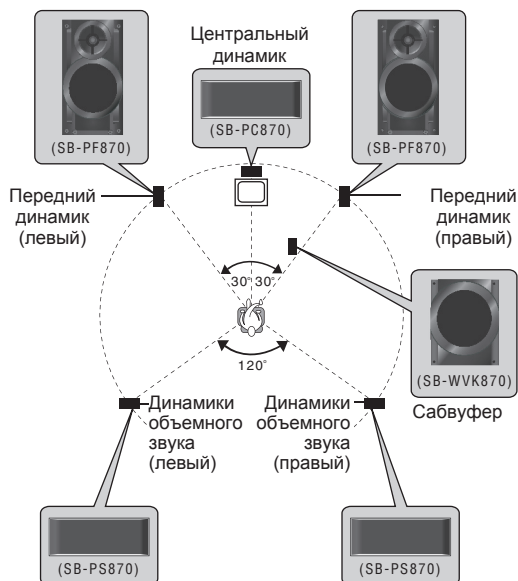 Центральный
динамик
(SB-PF870)
(SB-PC870)
(SB-PF870)
Передний
динамик
(левый)
Передний
динамик
(правый)
30° 30°
120°
(SB-WVK870)
Сабвуфер
Динамики
объемного
звука
(левый)
Динамики
объемного
звука
(правый)
(SB-PS870)
(SB-PS870)